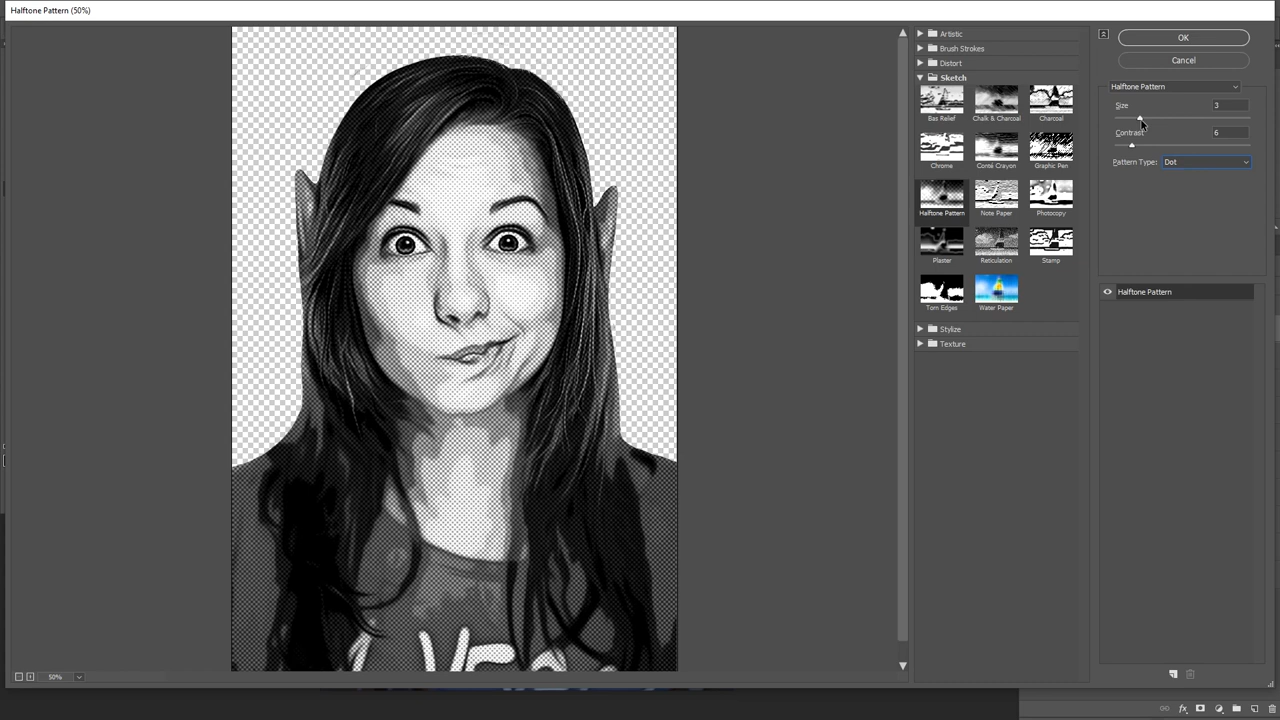 Halftone Pattern (50%)
Artistic
Brush Strokes
Distort
Sketch
Bas Relief
Chalk & Charcoal
Charcoal
Chrome
Conté Crayon
Graphic Pen
Halftone Pattern
Note Paper
Photocopy
Plaster
Reticulation
Stamp
Torn Edges
Water Paper
Stylize
Texture
OK
Cancel
Halftone Pattern
Size 3
Contrast 6
Pattern Type: Dot
Halftone Pattern
50%
fx